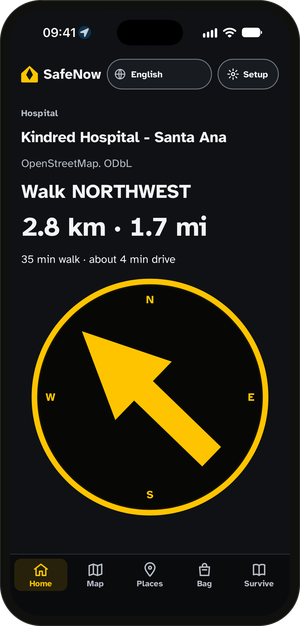 09:41
SafeNow
English
Setup
Hospital
Kindred Hospital - Santa Ana
OpenStreetMap. ODbL
Walk NORTHWEST
2.8 km · 1.7 mi
35 min walk · about 4 min drive
N
W
E
S
Home
Map
Places
Bag
Survive